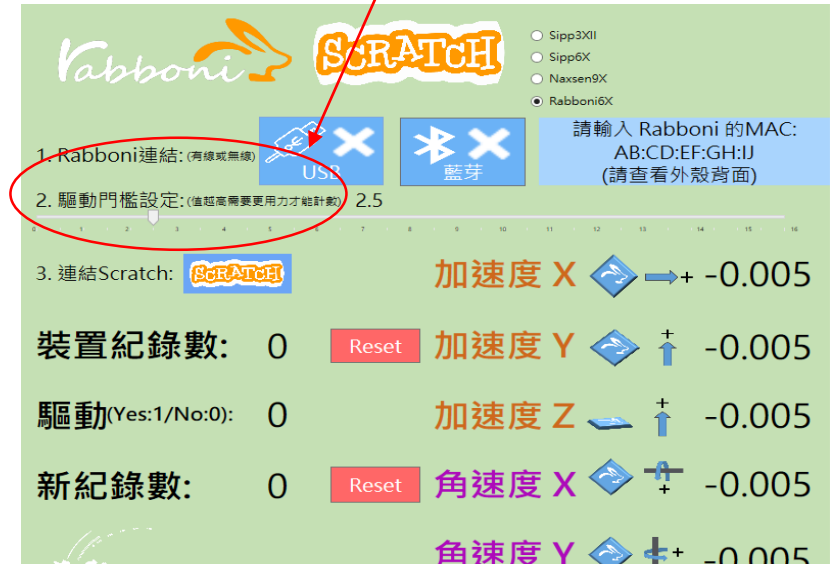 rabboni
SCRATCH
Sipp3XII
Sipp6X
Naxsen9X
Rabboni6X
1. Rabboni連結: (有線或無線)
USB
藍芽
請輸入 Rabboni 的MAC:
AB:CD:EF:GH:IJ
(請查看外殼背面)
2. 驅動門檻設定: (值越高需要更用力才能計數) 2.5
0 1 2 3 4 5 6 7 8 9 10 11 12 13 14 15 16
3. 連結Scratch: SCRATCH
加速度 X + -0.005
裝置紀錄數: 0 Reset
加速度 Y + -0.005
驅動(Yes:1/No:0): 0
加速度 Z + -0.005
新紀錄數: 0 Reset
角速度 X + -0.005
角速度 Y + -0.005